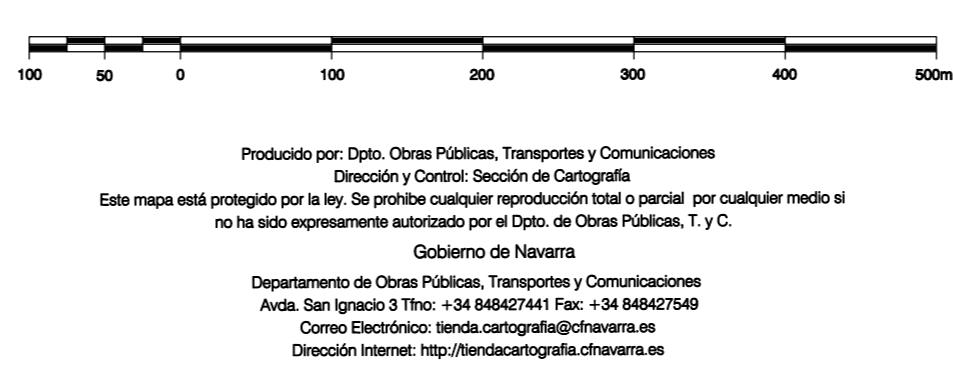 100 50 0 100 200 300 400 500m
Producido por: Dpto. Obras Públicas, Transportes y Comunicaciones
Dirección y Control: Sección de Cartografía
Este mapa está protegido por la ley. Se prohibe cualquier reproducción total o parcial por cualquier medio si
no ha sido expresamente autorizado por el Dpto. de Obras Públicas, T. y C.
Gobierno de Navarra
Departamento de Obras Públicas, Transportes y Comunicaciones
Avda. San Ignacio 3 Tfno: +34 848427441 Fax: +34 848427549
Correo Electrónico: tienda.cartografia@cfnavarra.es
Dirección Internet: http://tiendacartografia.cfnavarra.es